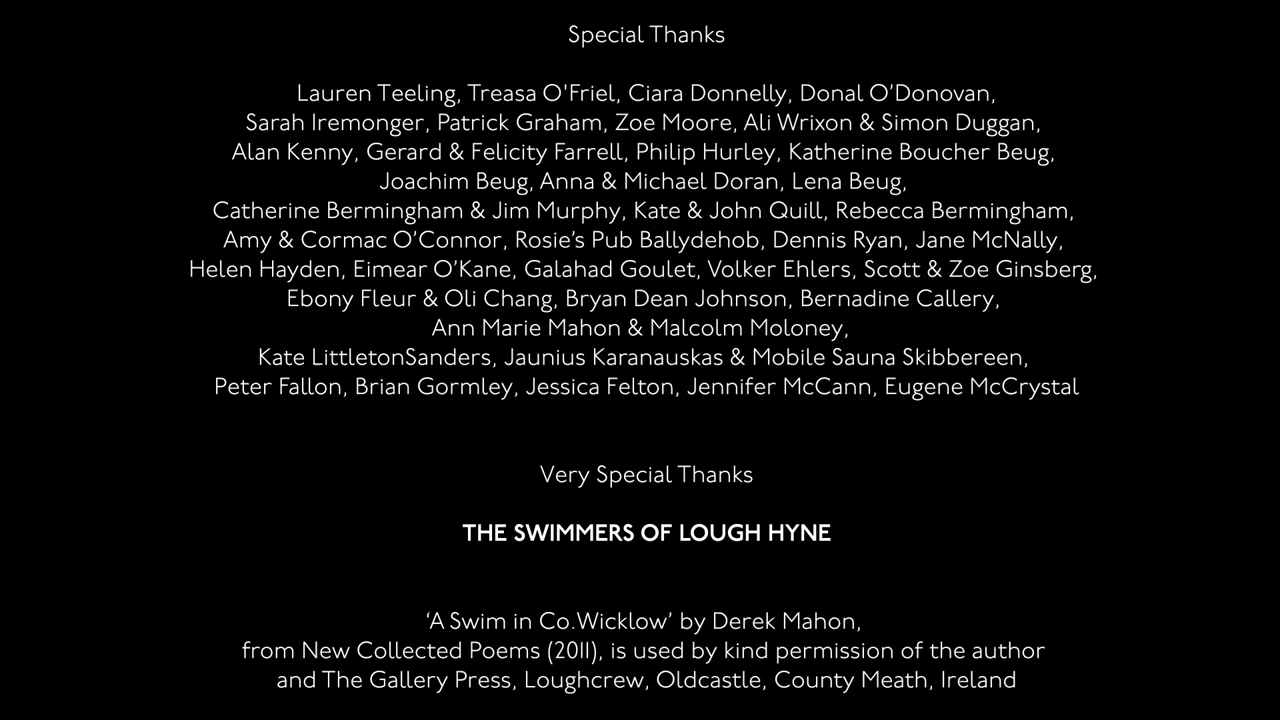 Special Thanks
Lauren Teeling, Treasa O'Friel, Ciara Donnelly, Donal O’Donovan,
Sarah Iremonger, Patrick Graham, Zoe Moore, Ali Wrixon & Simon Duggan,
Alan Kenny, Gerard & Felicity Farrell, Philip Hurley, Katherine Boucher Beug,
Joachim Beug, Anna & Michael Doran, Lena Beug,
Catherine Bermingham & Jim Murphy, Kate & John Quill, Rebecca Bermingham,
Amy & Cormac O’Connor, Rosie’s Pub Ballydehob, Dennis Ryan, Jane McNally,
Helen Hayden, Eimear O’Kane, Galahad Goulet, Volker Ehlers, Scott & Zoe Ginsberg,
Ebony Fleur & Oli Chang, Bryan Dean Johnson, Bernadine Callery,
Ann Marie Mahon & Malcolm Moloney,
Kate LittletonSanders, Jaunius Karanauskas & Mobile Sauna Skibbereen,
Peter Fallon, Brian Gormley, Jessica Felton, Jennifer McCann, Eugene McCrystal
Very Special Thanks
THE SWIMMERS OF LOUGH HYNE
‘A Swim in Co.Wicklow’ by Derek Mahon,
from New Collected Poems (2011), is used by kind permission of the author
and The Gallery Press, Loughcrew, Oldcastle, County Meath, Ireland